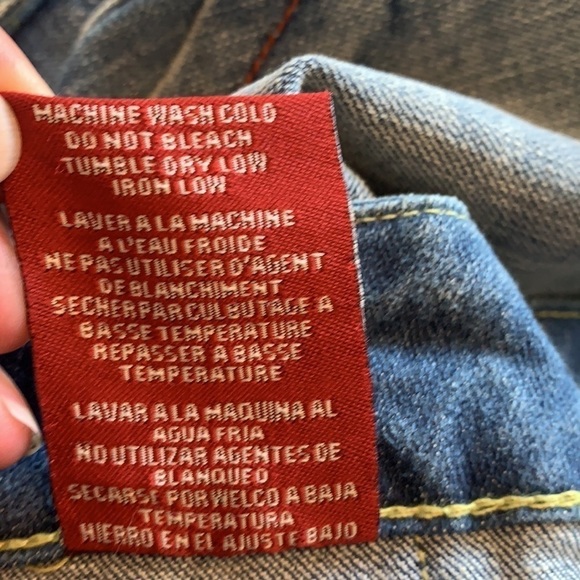 MACHINE WASH COLD
DO NOT BLEACH
TUMBLE DRY LOW
IRON LOW
LAVER A LA MACHINE
A L'EAU FROIDE
NE PAS UTILISER D'AGENT
DE BLANCHIMENT
SECHER PAR CULBUTAGE A
BASSE TEMPERATURE
REPASSER A BASSE
TEMPERATURE
LAVAR A LA MAQUINA AL
AGUA FRIA
NO UTILIZAR AGENTES DE
BLANQUEO
SECARSE POR WELCO A BAJA
TEMPERATURA
HIERRO EN EL AJUSTE BAJO